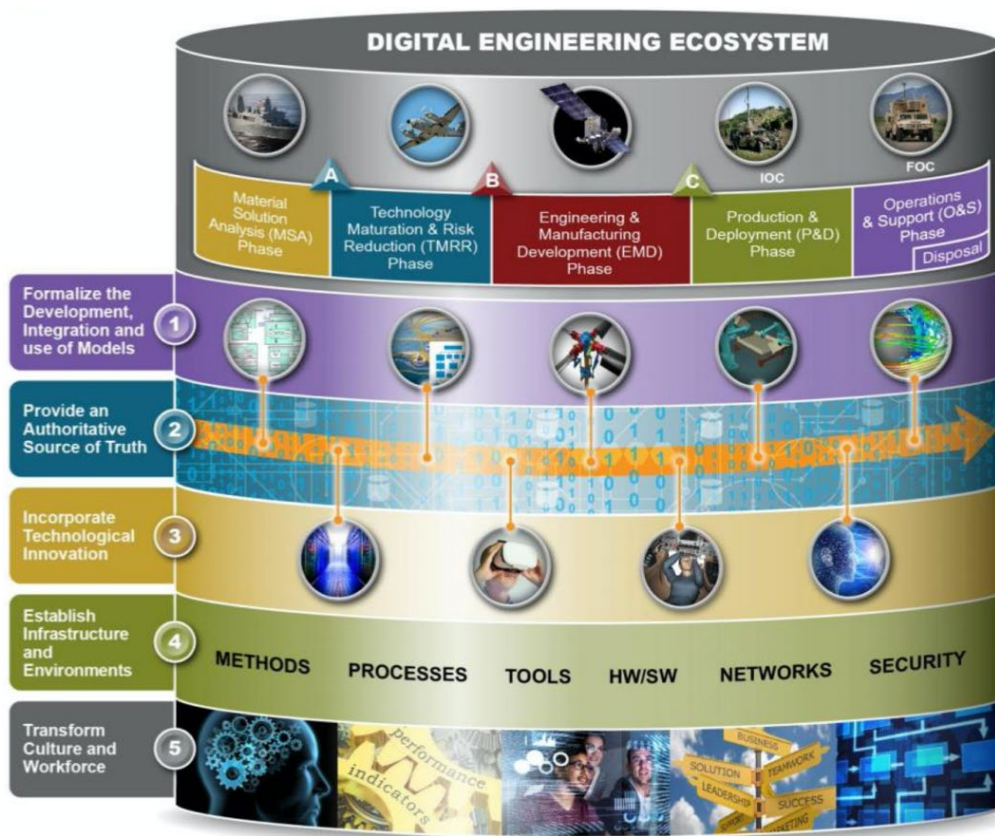 DIGITAL ENGINEERING ECOSYSTEM
IOC
FOC
A
B
C
Material
Solution
Analysis (MSA)
Phase
Technology
Maturation & Risk
Reduction (TMRR)
Phase
Engineering &
Manufacturing
Development (EMD)
Phase
Production &
Deployment (P&D)
Phase
Operations
& Support (O&S)
Phase
Disposal
Formalize the
Development,
Integration and
use of Models
1
Provide an
Authoritative
Source of Truth
2
Incorporate
Technological
Innovation
3
Establish
Infrastructure
and
Environments
4
METHODS
PROCESSES
TOOLS
HW/SW
NETWORKS
SECURITY
Transform
Culture and
Workforce
5
performance
indicators
BUSINESS
SOLUTION
TEAMWORK
LEADERSHIP
SUCCESS
SUPPORT
MARKETING